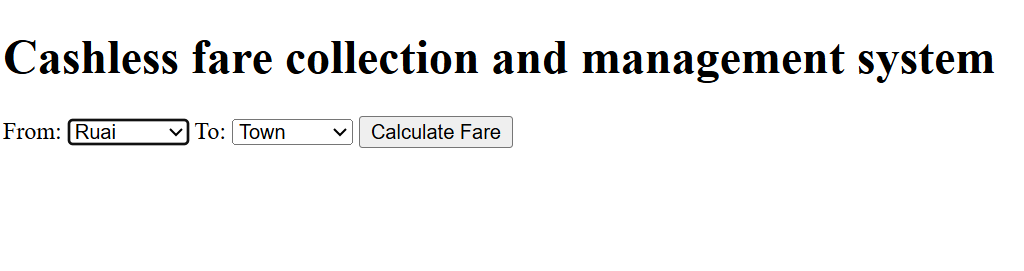 Cashless fare collection and management system
From: Ruai To: Town Calculate Fare